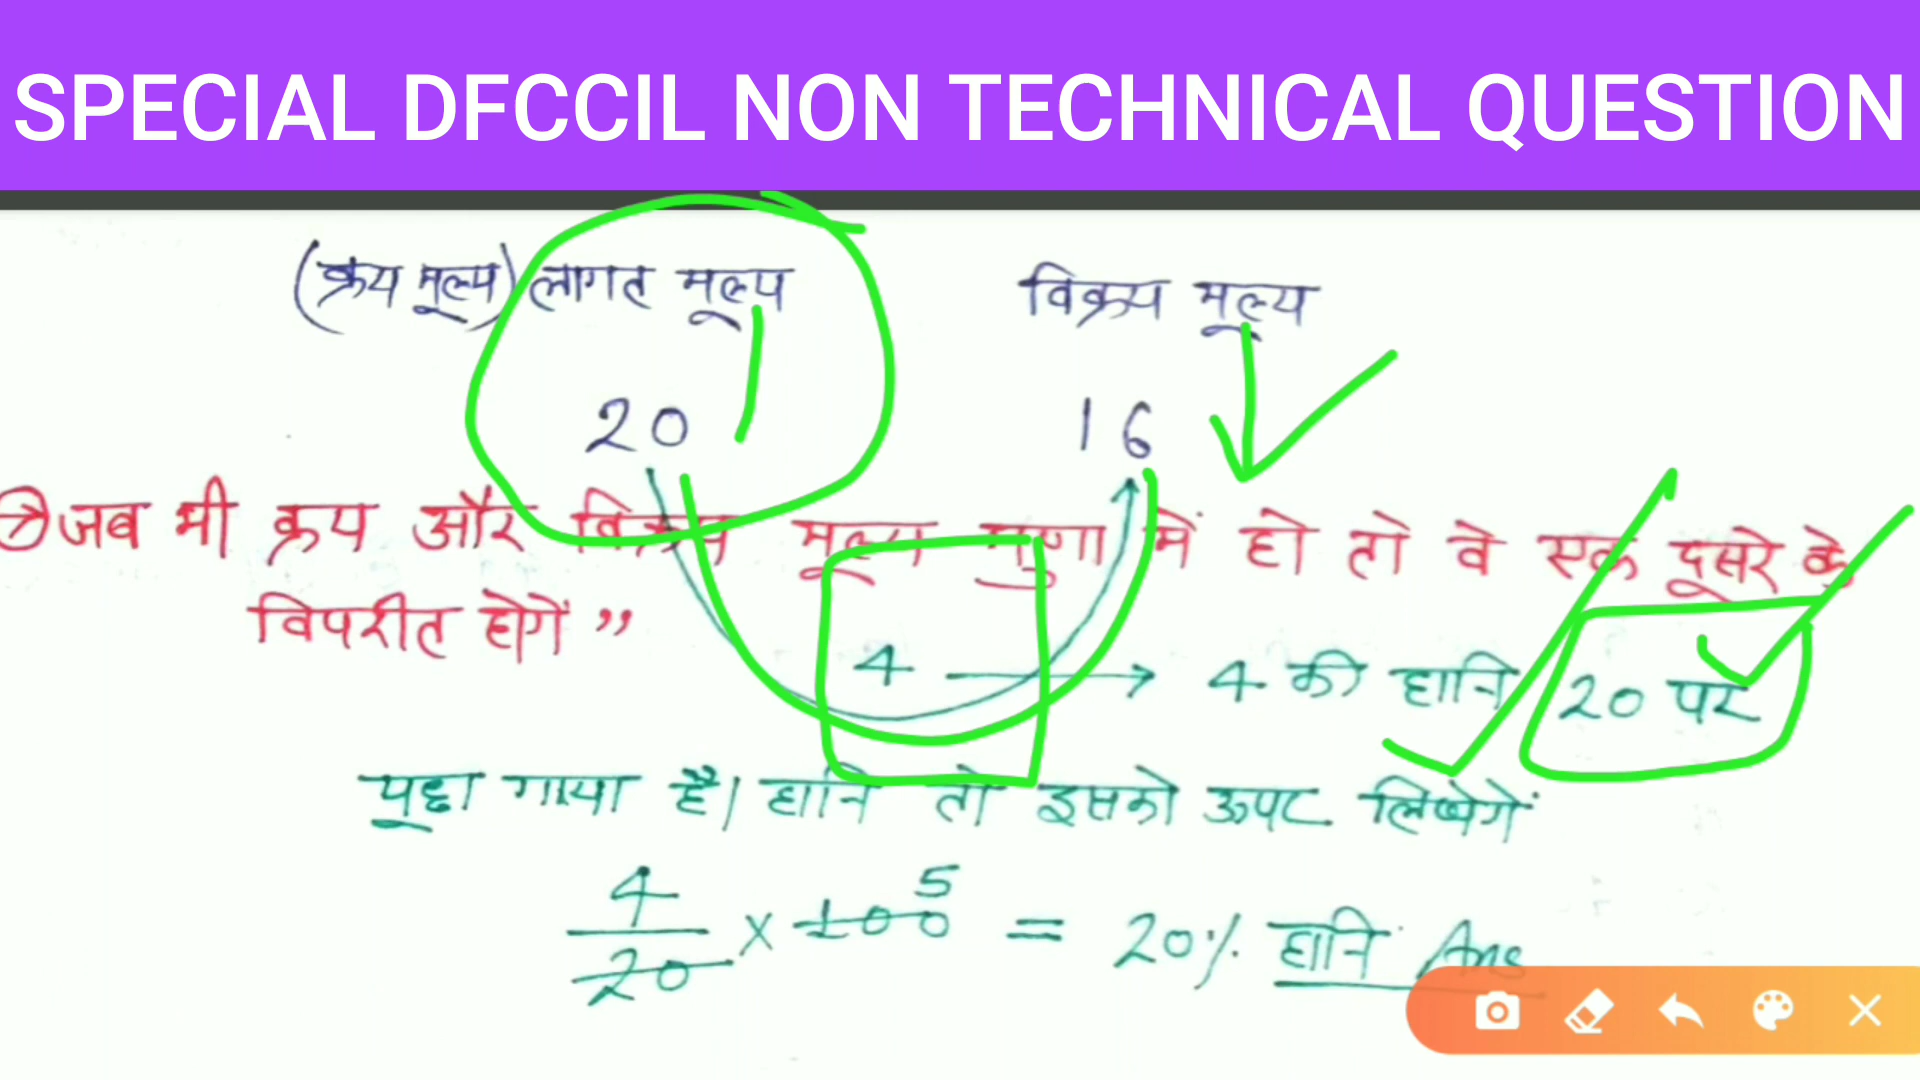 SPECIAL DFCCIL NON TECHNICAL QUESTION
(क्रय मूल्य) लागत मूल्य विक्रय मूल्य
20 16
→ जब भी क्रय और विक्रय मूल्य गुणा में हो तो वे एक दूसरे के
विपरीत होगें ”
4 → 4 की हानि 20 पर
पूछा गया है। हानि तो इसको ऊपर लिखेगें
4/20 x 100 5 = 20% हानि Ans